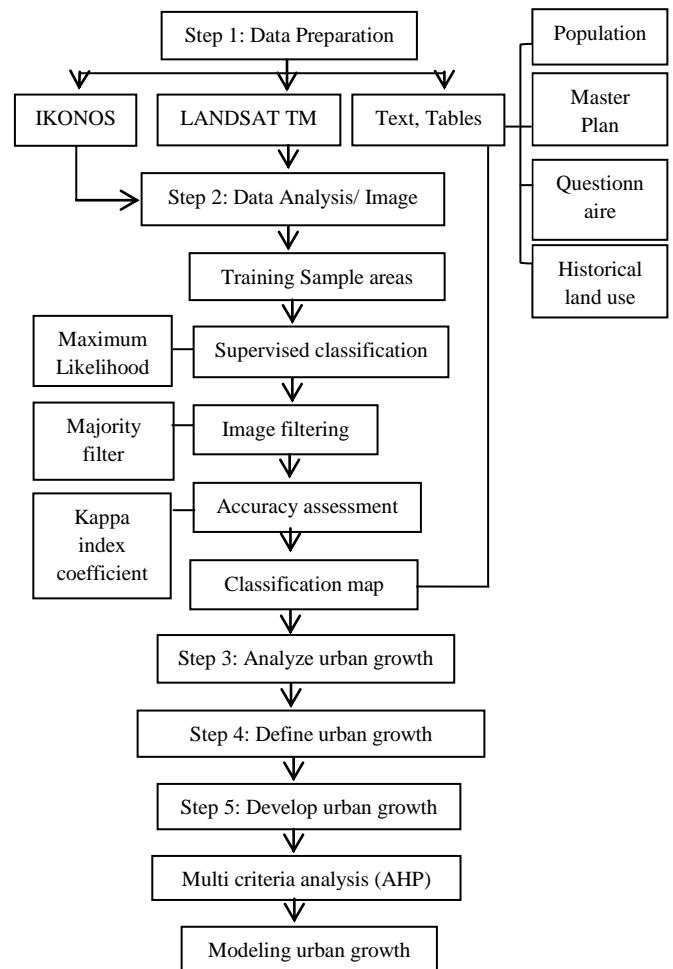 Step 1: Data Preparation
Population
IKONOS
LANDSAT TM
Text, Tables
Master
Plan
Step 2: Data Analysis/ Image
Questionn
aire
Training Sample areas
Historical
land use
Maximum
Likelihood
Supervised classification
Majority
filter
Image filtering
Kappa
index
coefficient
Accuracy assessment
Classification map
Step 3: Analyze urban growth
Step 4: Define urban growth
Step 5: Develop urban growth
Multi criteria analysis (AHP)
Modeling urban growth